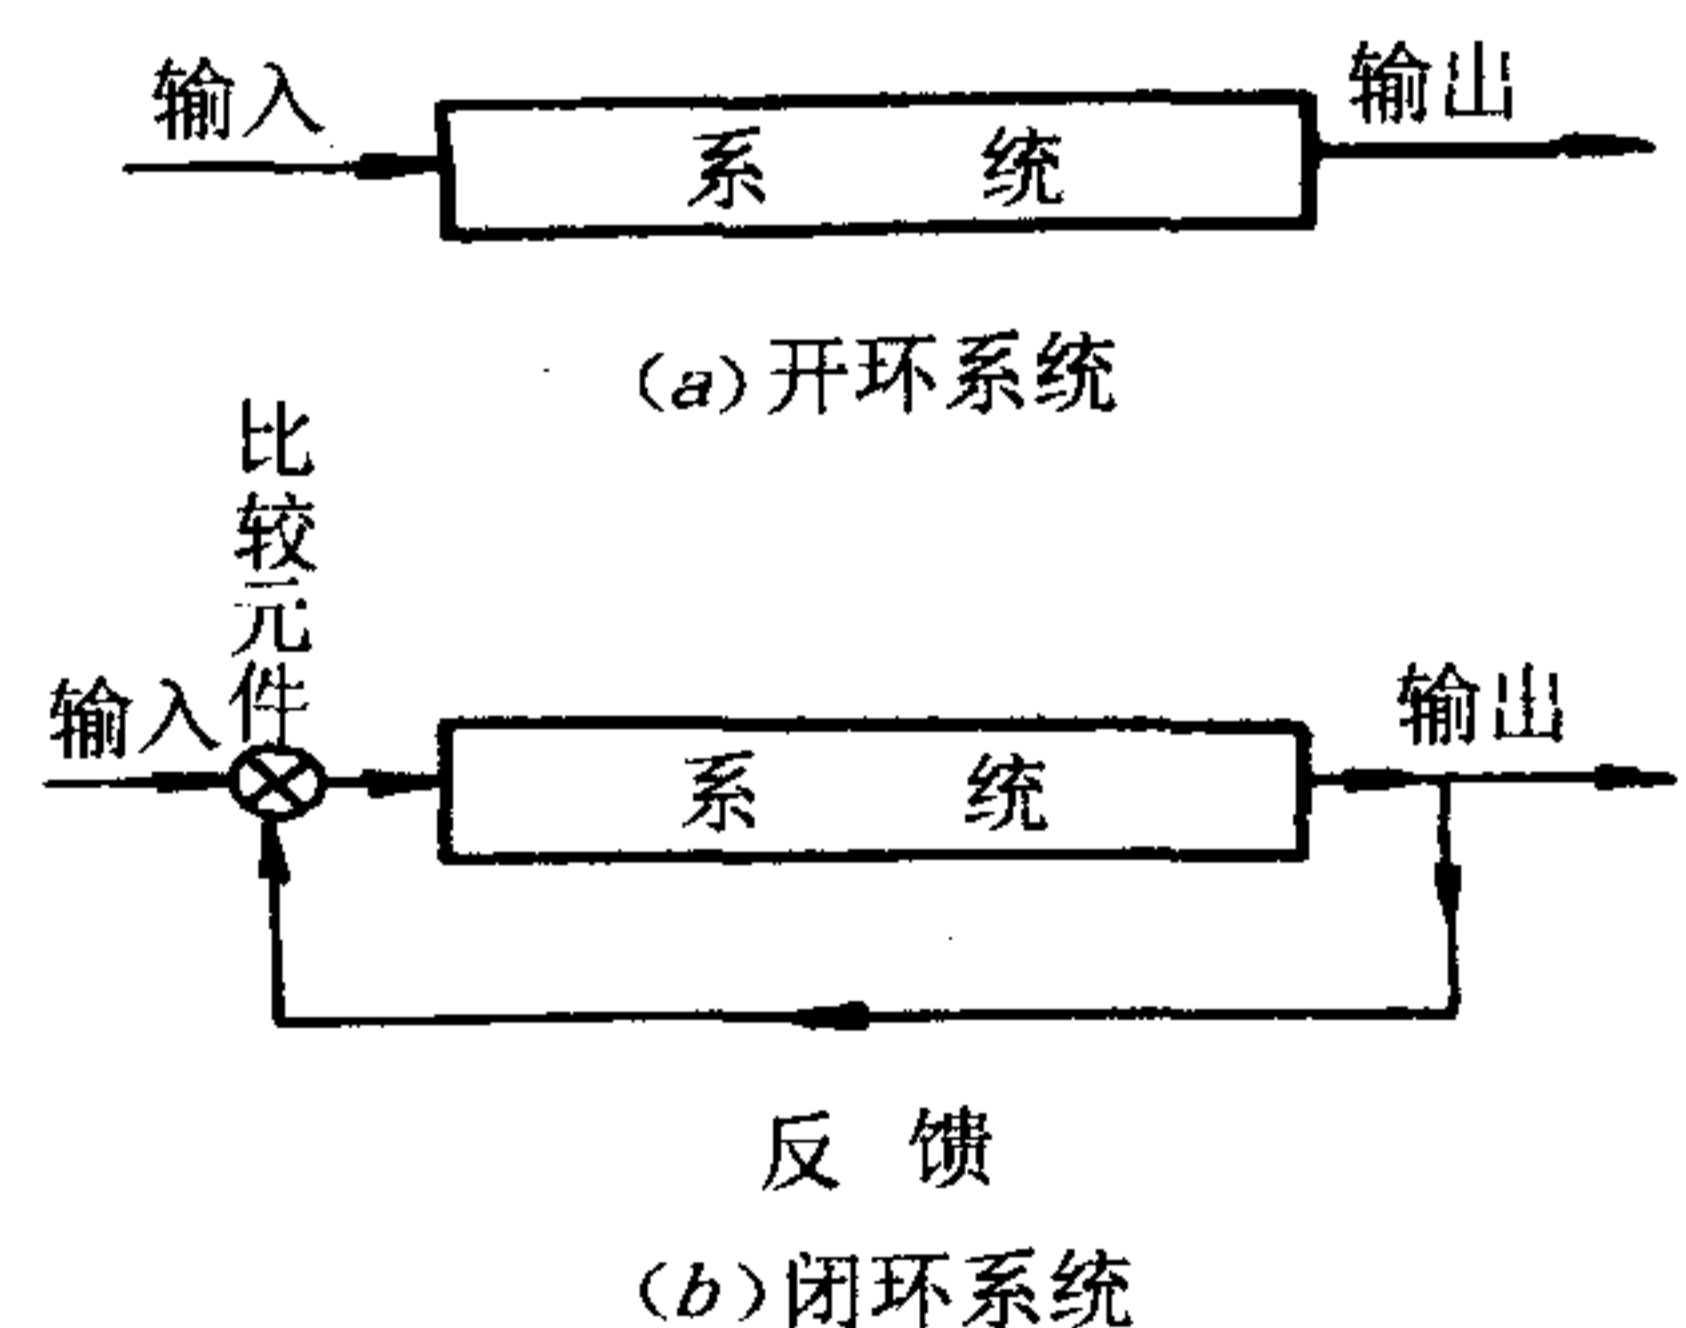 输入
系 统
输出
(a)开环系统
比较元件
输入
系 统
输出
反 馈
(b)闭环系统